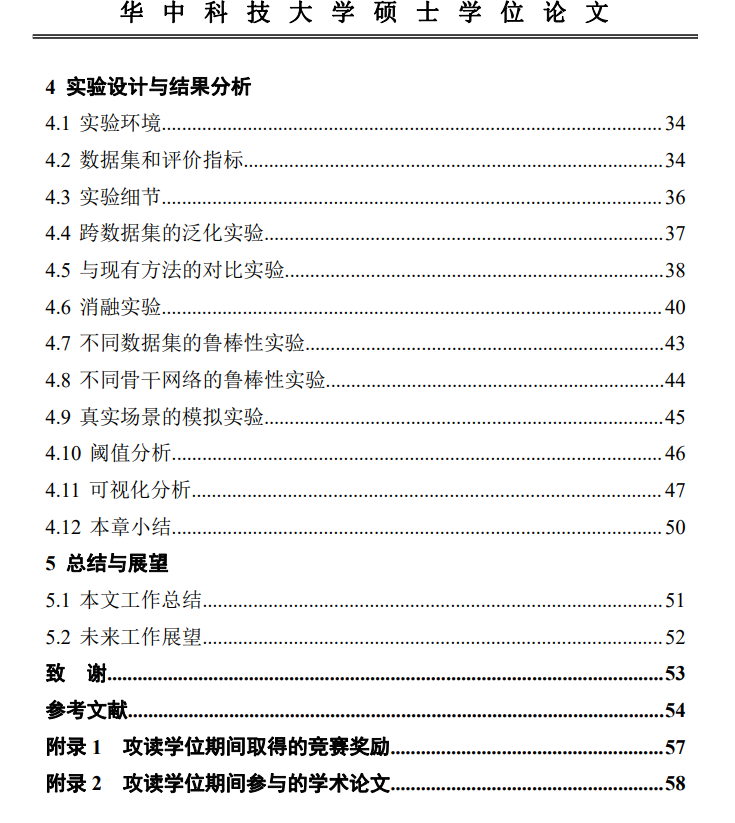 华中科技大学硕士学位论文
4 实验设计与结果分析
4.1 实验环境....34
4.2 数据集和评价指标....34
4.3 实验细节....36
4.4 跨数据集的泛化实验....37
4.5 与现有方法的对比实验....38
4.6 消融实验....40
4.7 不同数据集的鲁棒性实验....43
4.8 不同骨干网络的鲁棒性实验....44
4.9 真实场景的模拟实验....45
4.10 阈值分析....46
4.11 可视化分析....47
4.12 本章小结....50
5 总结与展望
5.1 本文工作总结....51
5.2 未来工作展望....52
致 谢....53
参考文献....54
附录 1 攻读学位期间取得的竞赛奖励....57
附录 2 攻读学位期间参与的学术论文....58